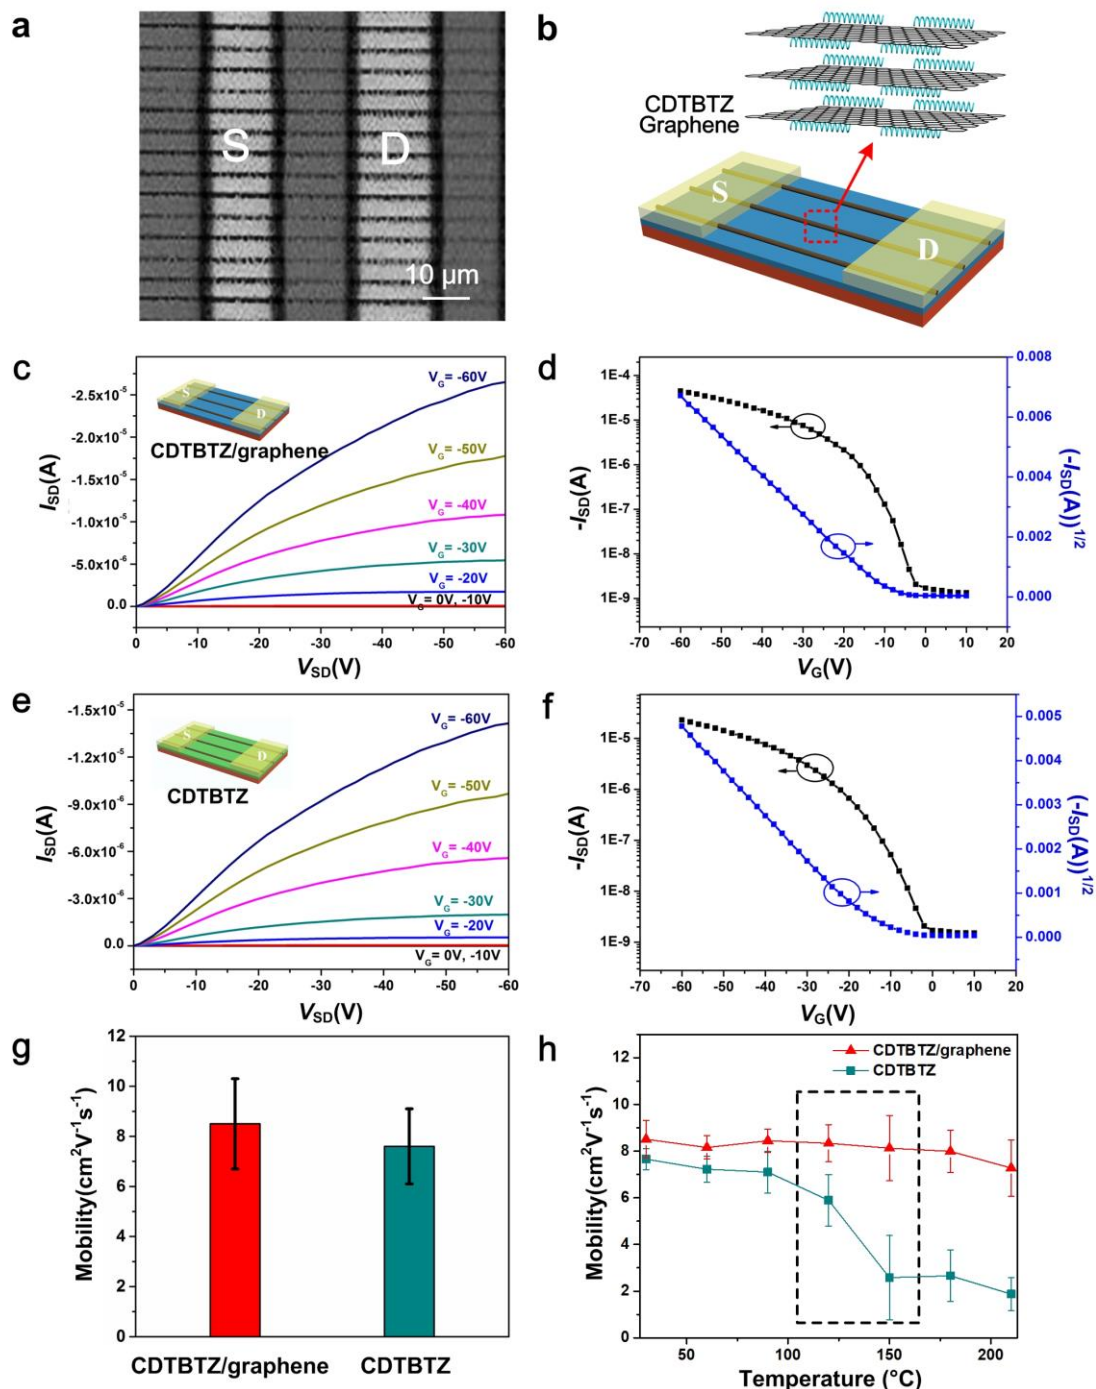 a
S
D
10 µm
b
CDTBTZ
Graphene
S
D
c
-2.5x10⁻⁵
-2.0x10⁻⁵
-1.5x10⁻⁵
-1.0x10⁻⁵
-5.0x10⁻⁶
0.0
I_SD(A)
S
D
CDTBTZ/graphene
V_G= -60V
V_G= -50V
V_G= -40V
V_G= -30V
V_G= -20V
V_G= 0V, -10V
0 -10 -20 -30 -40 -50 -60
V_SD(V)
d
1E-4
1E-5
1E-6
1E-7
1E-8
1E-9
-I_SD(A)
0.008
0.006
0.004
0.002
0.000
(-I_SD(A))^1/2
-70 -60 -50 -40 -30 -20 -10 0 10 20
V_G(V)
e
-1.5x10⁻⁵
-1.2x10⁻⁵
-9.0x10⁻⁶
-6.0x10⁻⁶
-3.0x10⁻⁶
0.0
I_SD(A)
S
D
CDTBTZ
V_G= -60V
V_G= -50V
V_G= -40V
V_G= -30V
V_G= -20V
V_G= 0V, -10V
0 -10 -20 -30 -40 -50 -60
V_SD(V)
f
1E-5
1E-6
1E-7
1E-8
1E-9
-I_SD(A)
0.005
0.004
0.003
0.002
0.001
0.000
(-I_SD(A))^1/2
-70 -60 -50 -40 -30 -20 -10 0 10 20
V_G(V)
g
12
10
8
6
4
2
0
Mobility(cm²V⁻¹s⁻¹)
CDTBTZ/graphene CDTBTZ
h
12
10
8
6
4
2
0
Mobility(cm²V⁻¹s⁻¹)
CDTBTZ/graphene
CDTBTZ
50 100 150 200
Temperature (°C)